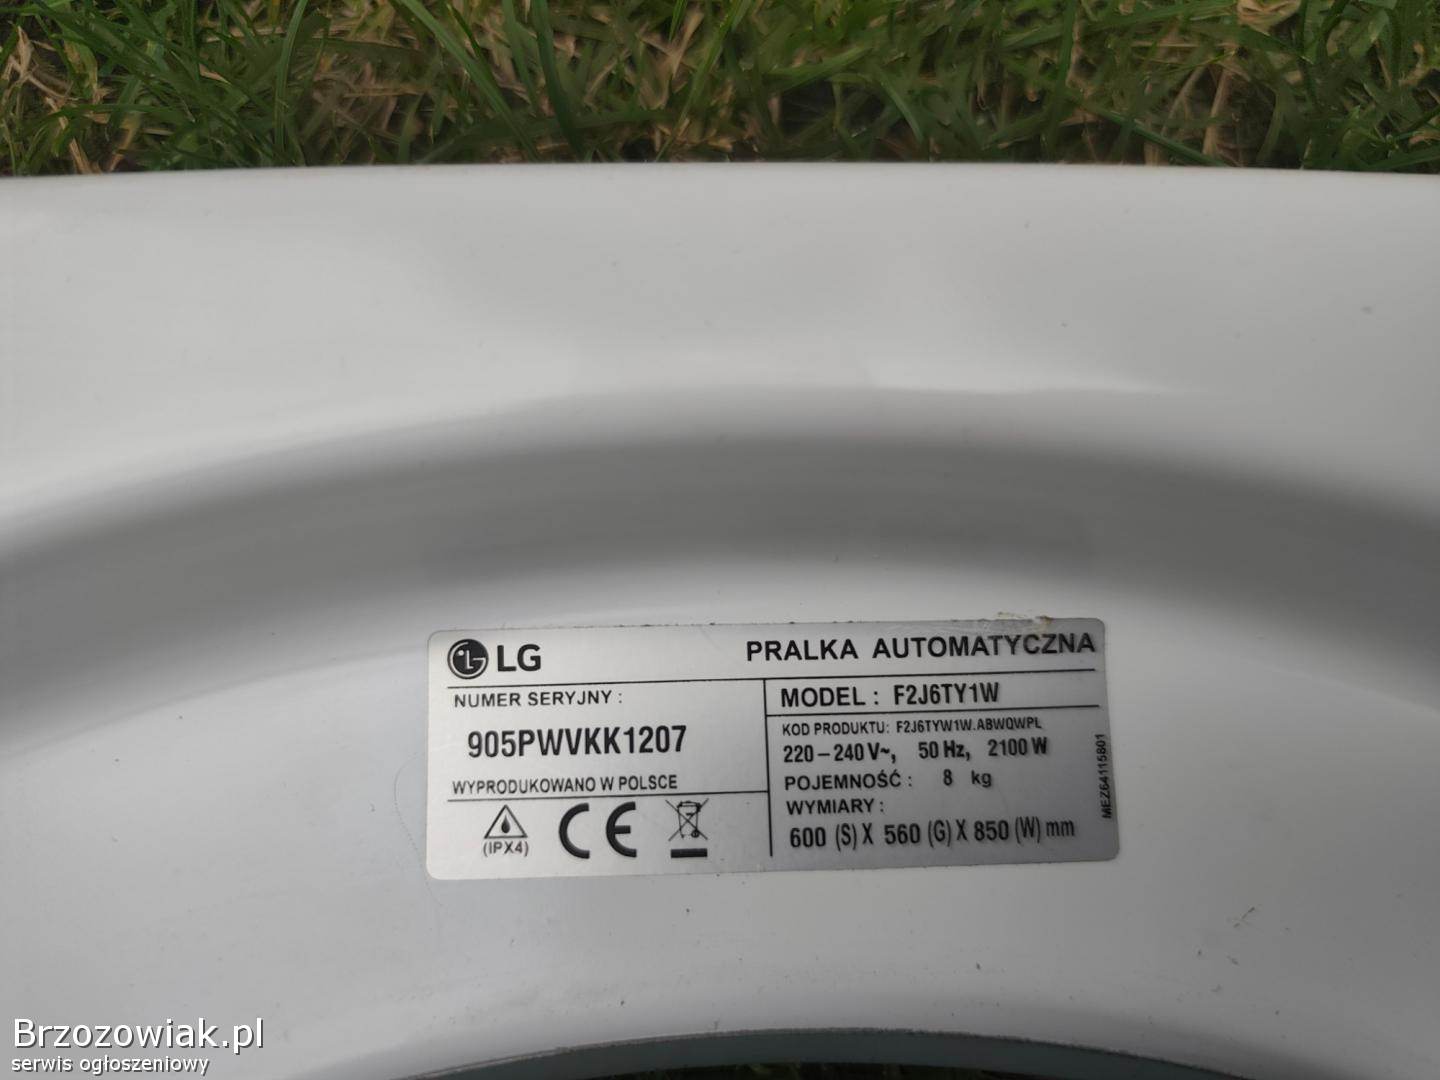 LG
PRALKA AUTOMATYCZNA
NUMER SERYJNY :
905PWVKK1207
WYPRODUKOWANO W POLSCE
(IPX4)
CE
MODEL : F2J6TY1W
KOD PRODUKTU: F2J6TYW1W.ABWQWPL
220–240 V~, 50 Hz, 2100 W
POJEMNOŚĆ : 8 kg
WYMIARY :
600 (S) X 560 (G) X 850 (W) mm
MEZ64115801
Brzozowiak.pl
serwis ogłoszeniowy